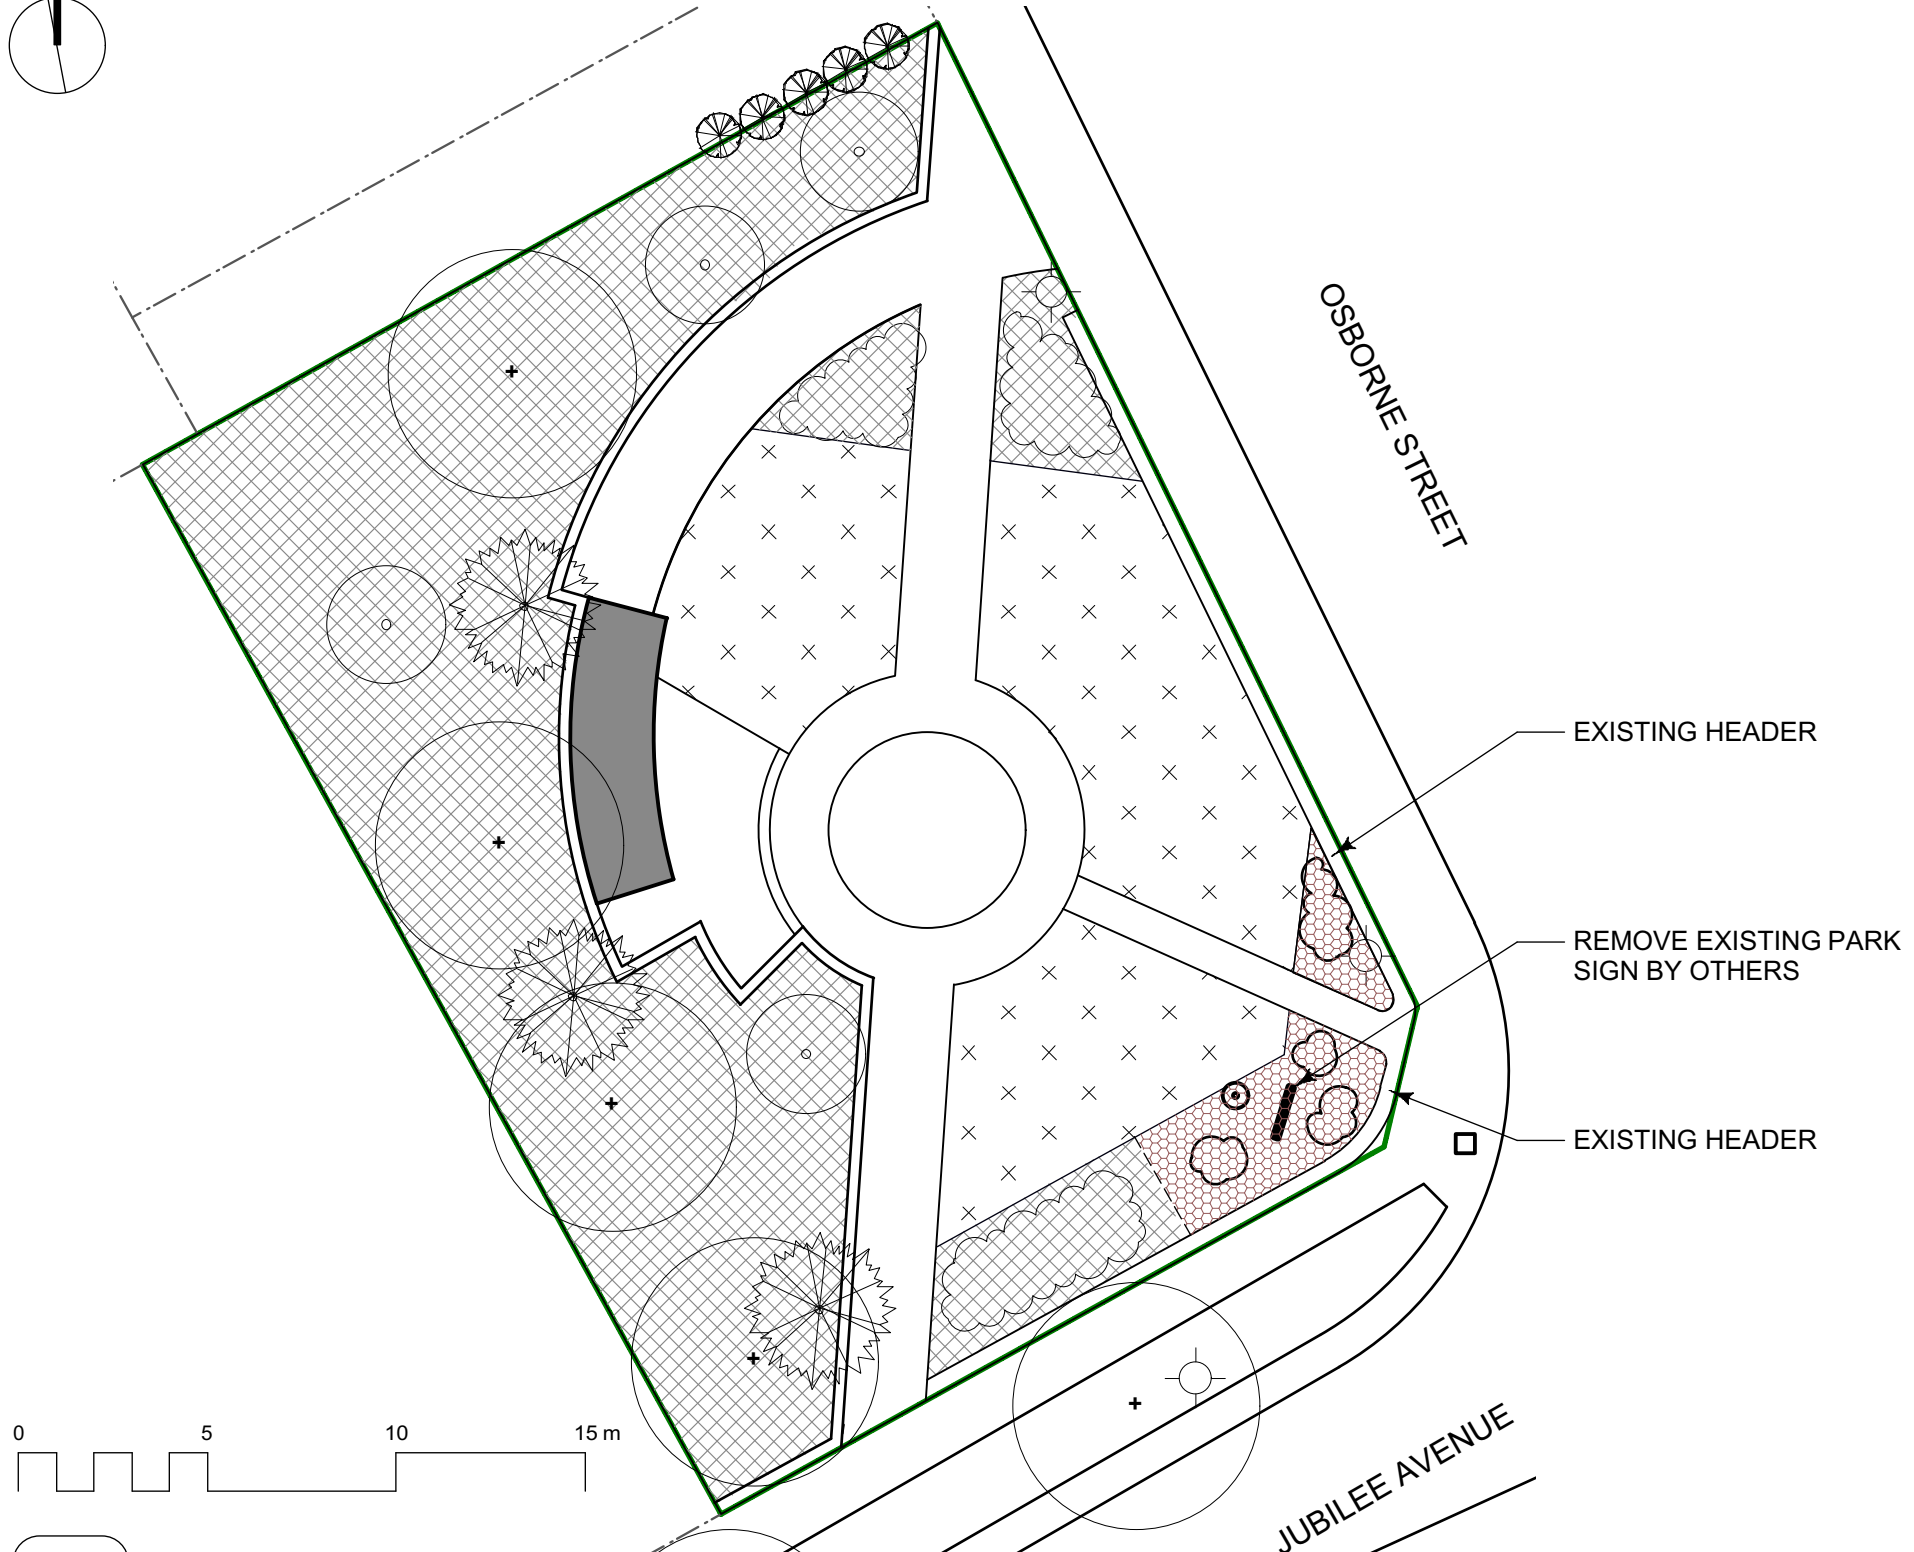 OSBORNE STREET
EXISTING HEADER
REMOVE EXISTING PARK
SIGN BY OTHERS
EXISTING HEADER
JUBILEE AVENUE
0 5 10 15 m